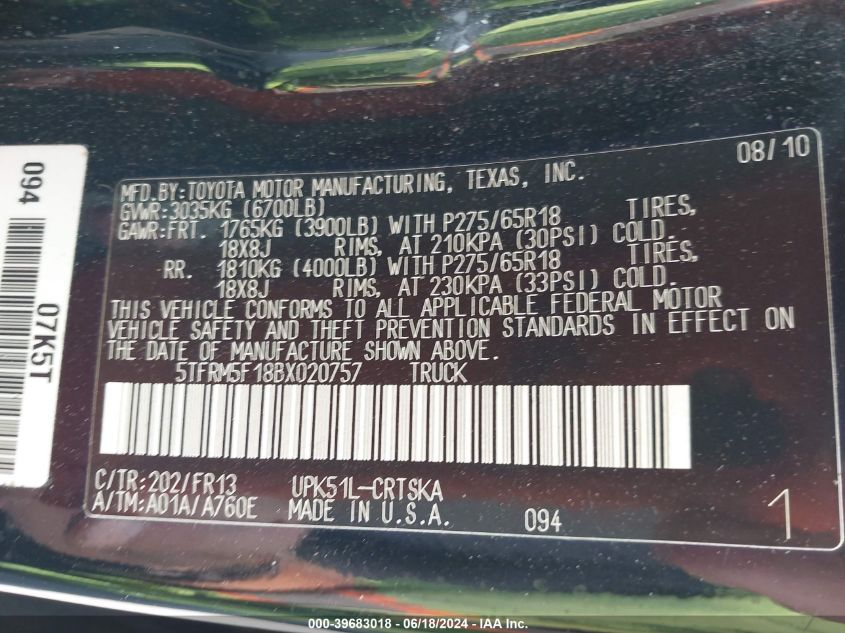 094
07K5T
08/10
MFD.BY:TOYOTA MOTOR MANUFACTURING, TEXAS, INC.
GVWR:3035KG (6700LB)
GAWR:FRT. 1765KG (3900LB) WITH P275/65R18 TIRES,
18X8J RIMS, AT 210KPA (30PSI) COLD.
RR. 1810KG (4000LB) WITH P275/65R18 TIRES,
18X8J RIMS, AT 230KPA (33PSI) COLD.
THIS VEHICLE CONFORMS TO ALL APPLICABLE FEDERAL MOTOR
VEHICLE SAFETY AND THEFT PREVENTION STANDARDS IN EFFECT ON
THE DATE OF MANUFACTURE SHOWN ABOVE.
5TFRM5F18BX020757 TRUCK
C/TR:202/FR13 UPK51L-CRTSKA
A/TM:A01A/A760E MADE IN U.S.A. 094 1
000-39683018 - 06/18/2024 - IAA Inc.